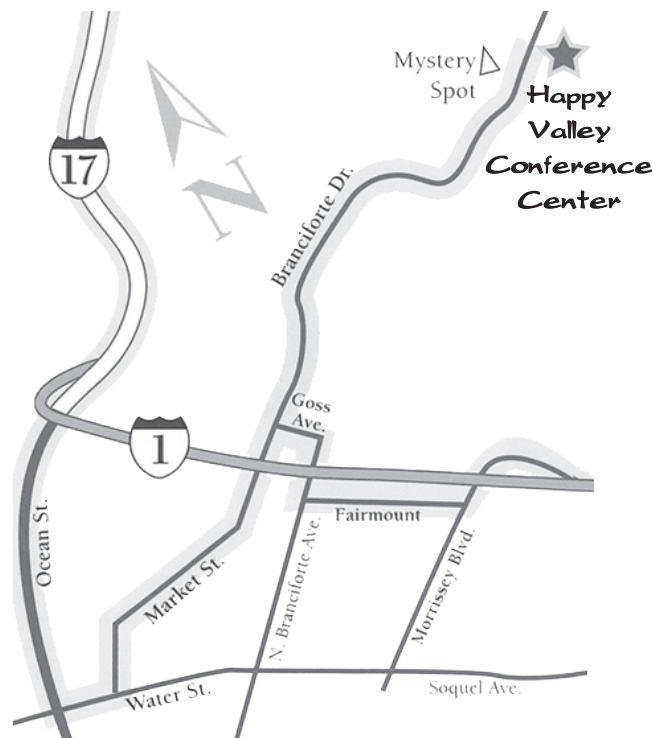 Mystery
Spot
Happy
Valley
Conference
Center
17
N
Branciforte Dr.
Goss
Ave.
1
Fairmount
Ocean St.
Market St.
N. Branciforte Ave.
Morrissey Blvd.
Water St.
Soquel Ave.